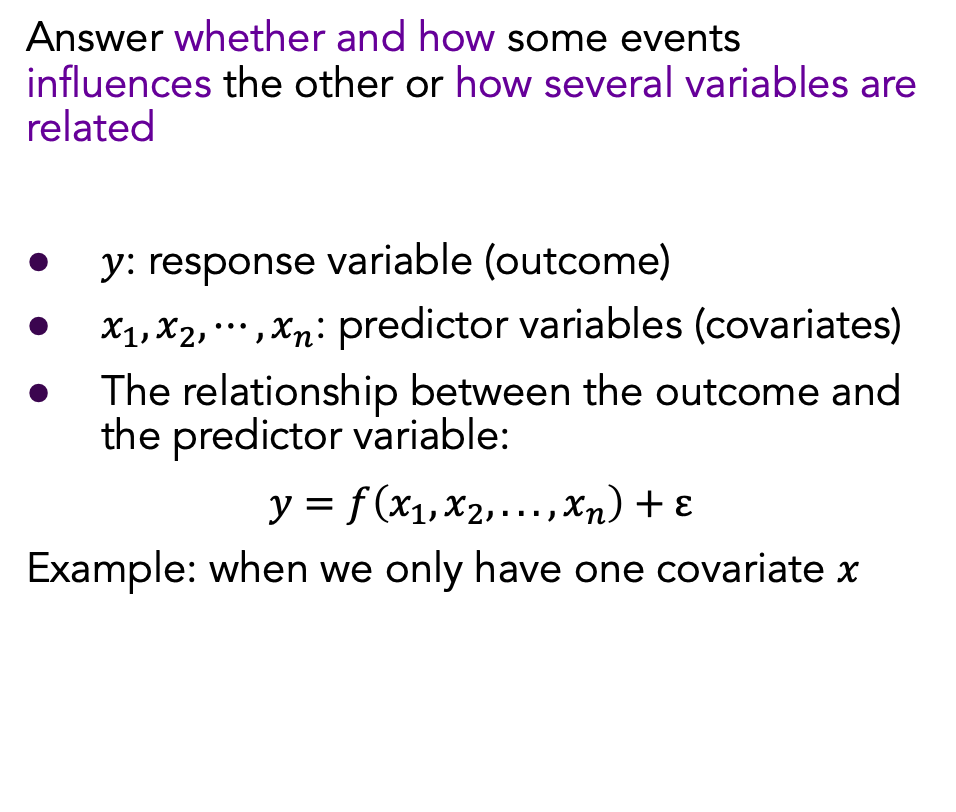 Answer whether and how some events
influences the other or how several variables are
related
● y: response variable (outcome)
● x₁, x₂, ⋯ , xₙ: predictor variables (covariates)
● The relationship between the outcome and
the predictor variable:
y = f(x₁, x₂, . . . , xₙ) + ε
Example: when we only have one covariate x